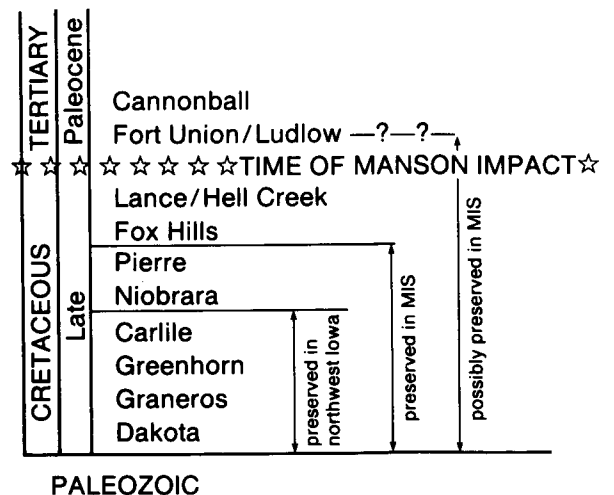 TERTIARY
Paleocene
Cannonball
Fort Union/Ludlow —?—?—
☆ ☆ ☆ ☆ ☆ ☆ ☆ ☆TIME OF MANSON IMPACT☆
CRETACEOUS
Late
Lance/Hell Creek
Fox Hills
Pierre
Niobrara
Carlile
Greenhorn
Graneros
Dakota
preserved in
northwest Iowa
preserved in MIS
possibly preserved in MIS
PALEOZOIC